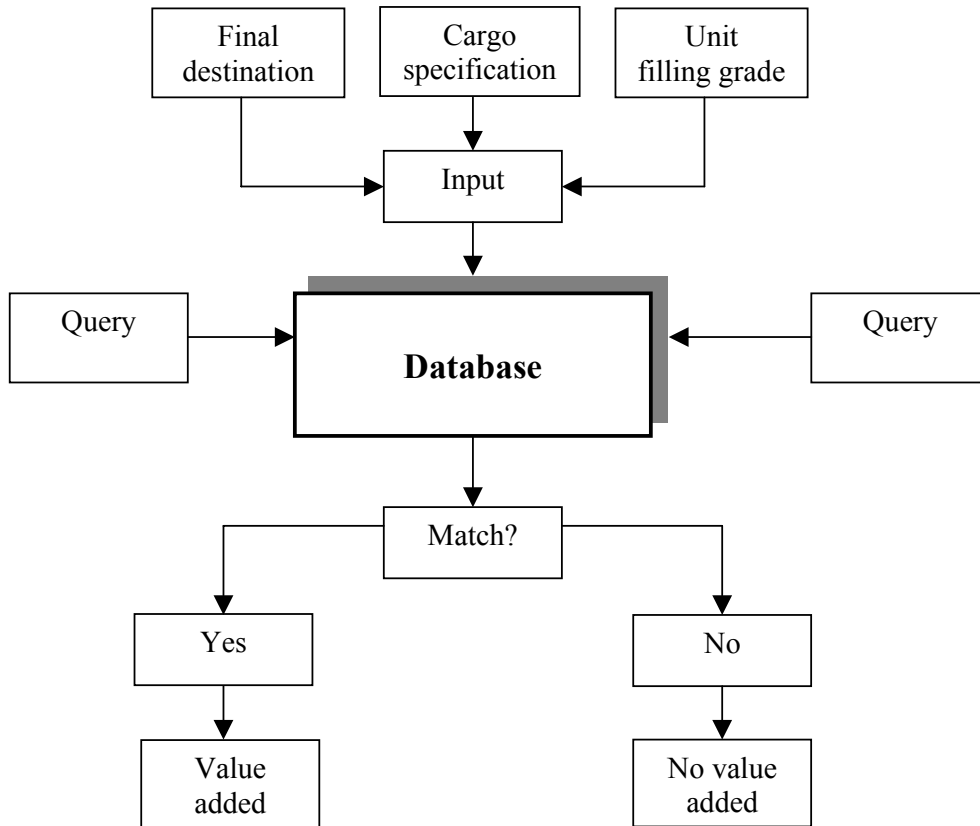 Final
destination
Cargo
specification
Unit
filling grade
Input
Query
Database
Query
Match?
Yes
No
Value
added
No value
added